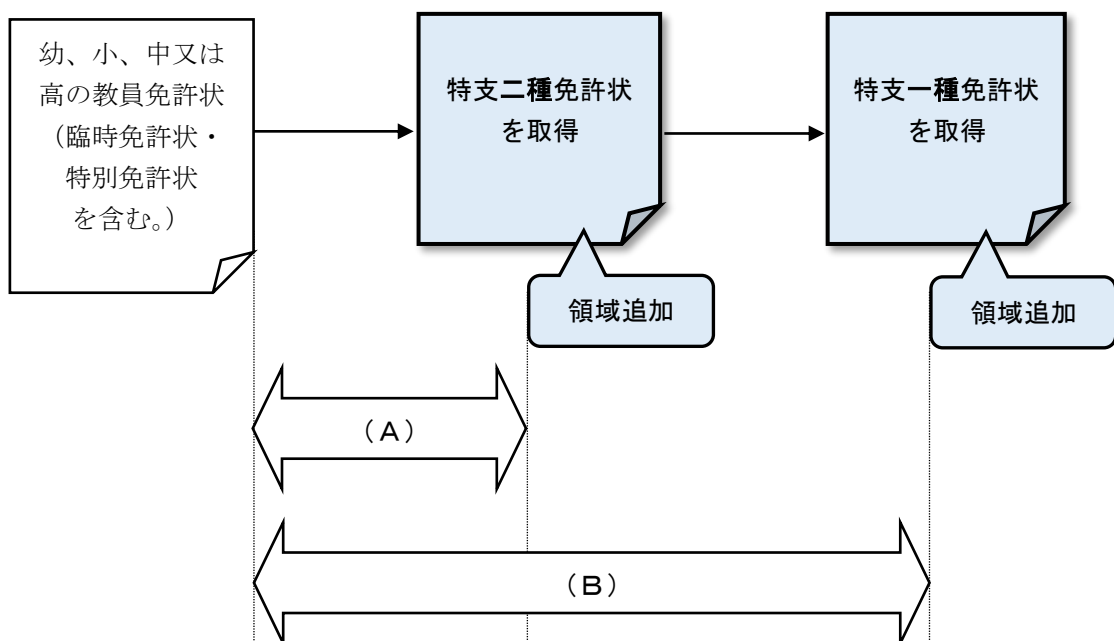 幼、小、中又は
高の教員免許状
（臨時免許状・
特別免許状
を含む。）
特支二種免許状
を取得
特支一種免許状
を取得
領域追加
領域追加
（Ａ）
（Ｂ）